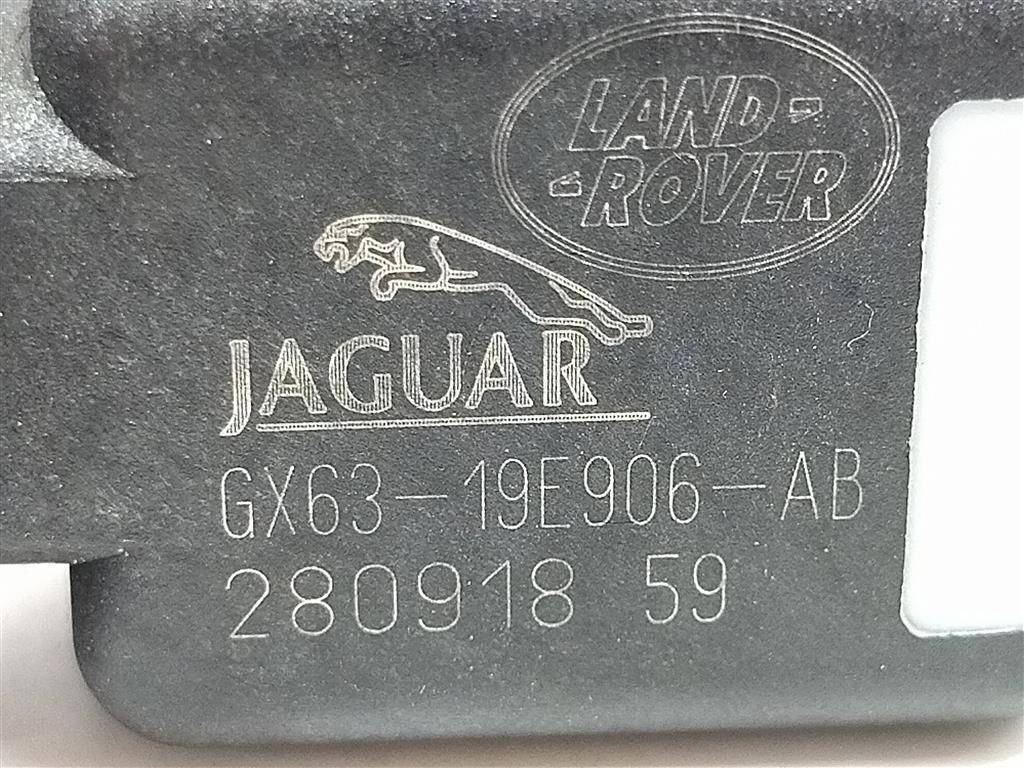 LAND-
-ROVER
JAGUAR
GX63-19E906-AB
280918 59